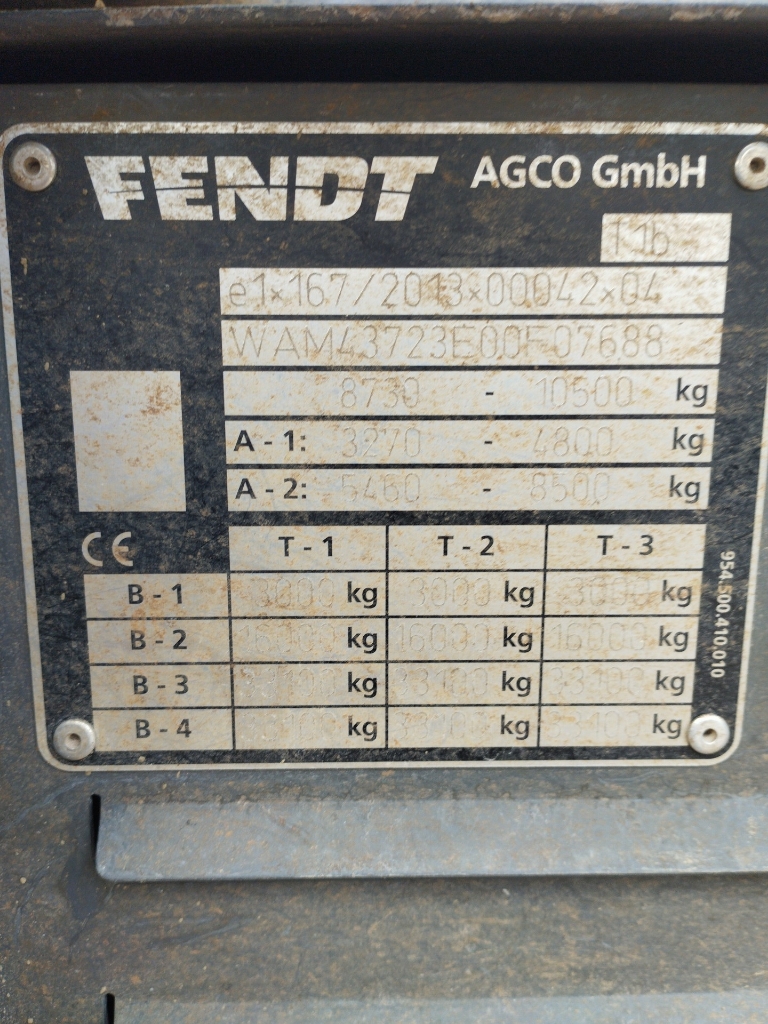 FENDT AGCO GmbH
T1b
e1*167/2013*00042*04
WAM43723E00F07688
8730 - 10500 kg
A - 1: 3270 - 4800 kg
A - 2: 5460 - 8500 kg
CE T - 1 T - 2 T - 3
B - 1 3000 kg 3000 kg 3000 kg
B - 2 16000 kg 16000 kg 16000 kg
B - 3 kg 33100 kg 33100 kg
B - 4 kg 33100 kg kg
954.500.410.010